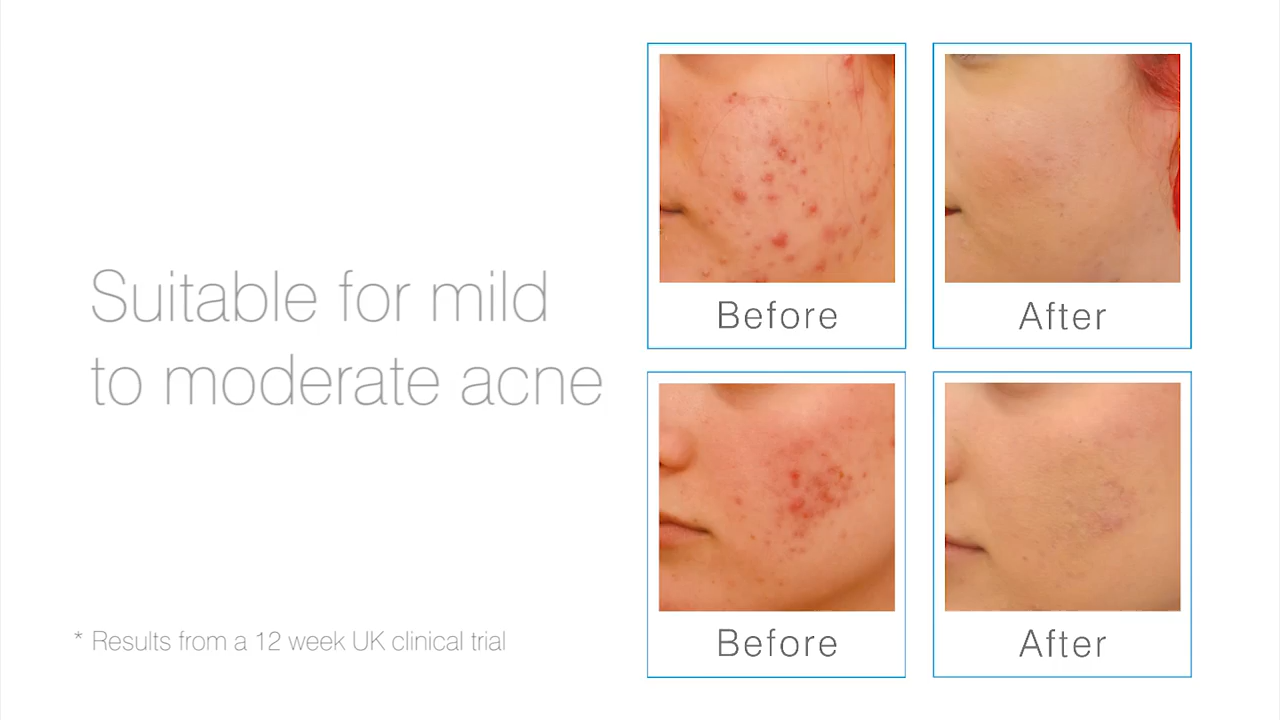 Suitable for mild
to moderate acne
* Results from a 12 week UK clinical trial
Before
After
Before
After